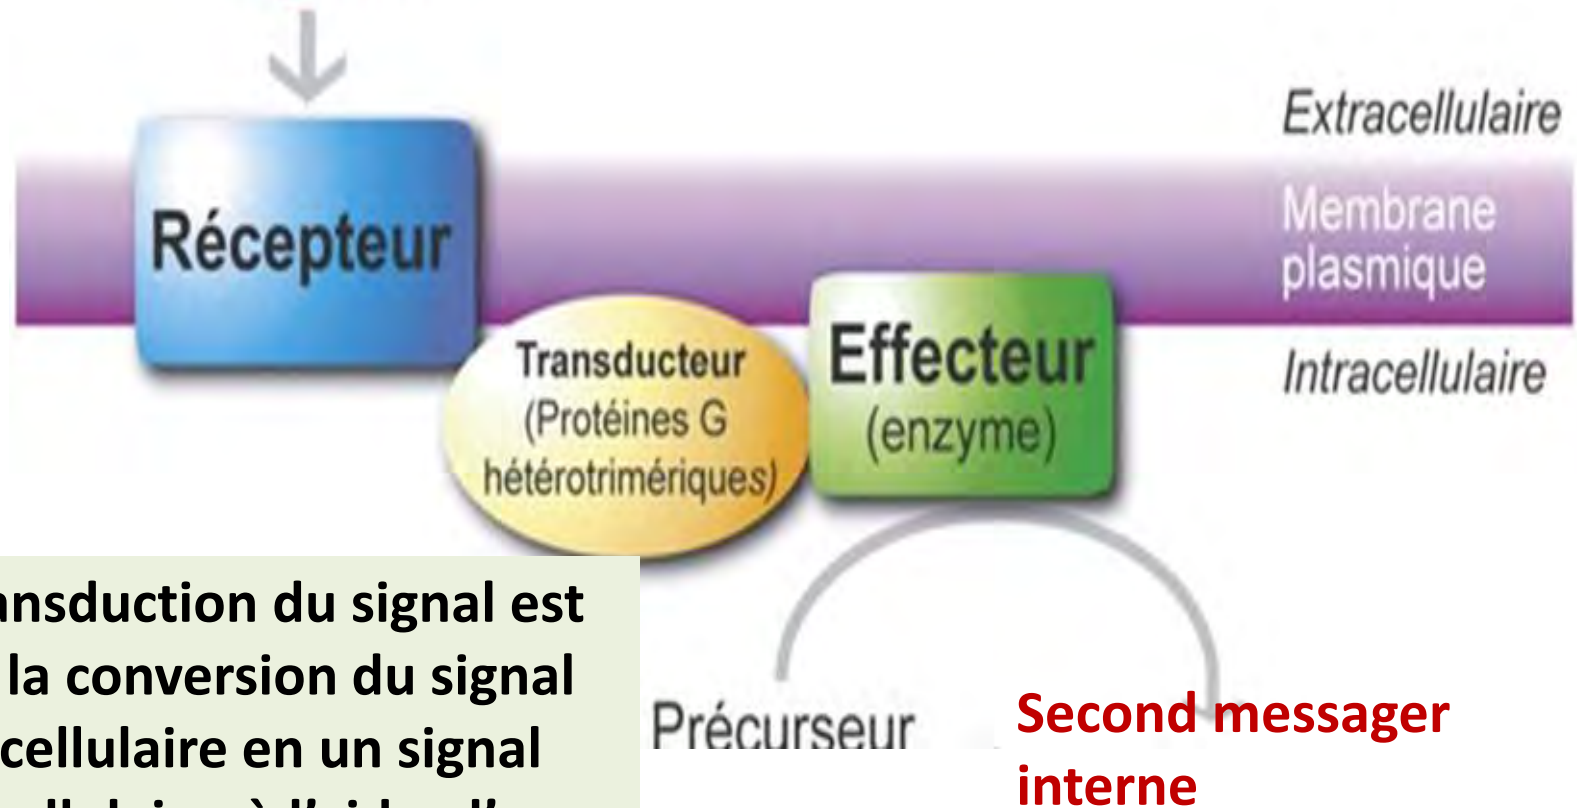 Extracellulaire
Membrane
plasmique
Récepteur
Intracellulaire
Transducteur
(Protéines G
hétérotrimériques)
Effecteur
(enzyme)
ansduction du signal est
la conversion du signal
cellulaire en un signal
Précurseur
Second messager
interne